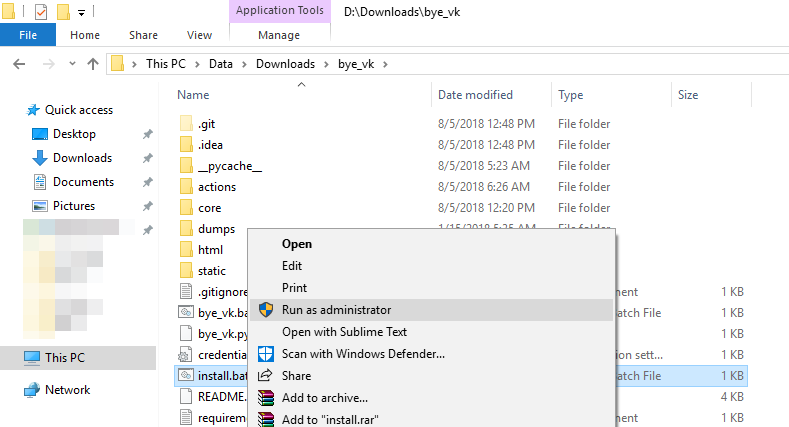 Application Tools
D:\Downloads\bye_vk
File
Home
Share
View
Manage
This PC > Data > Downloads > bye_vk >
Name
Date modified
Type
Size
Quick access
Desktop
Downloads
Documents
Pictures
This PC
Network
.git 8/5/2018 12:48 PM File folder
.idea 8/5/2018 12:48 PM File folder
__pycache__ 8/5/2018 5:23 AM File folder
actions 8/5/2018 6:26 AM File folder
core 8/5/2018 12:20 PM File folder
dumps 1/15/2018 5:25 AM File folder
html
static
.gitignore ment 1 KB
bye_vk.ba atch File 1 KB
bye_vk.py 1 KB
credentia ion sett... 1 KB
install.bat atch File 1 KB
README. 4 KB
requireme ment 1 KB
Open
Edit
Print
Run as administrator
Open with Sublime Text
Scan with Windows Defender...
Share
Add to archive...
Add to "install.rar"